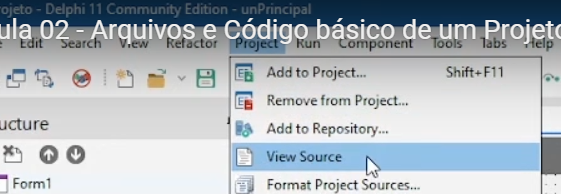 ojeto - Delphi 11 Community Edition - unPrincipal
ula 02 - Arquivos e Código básico de um Projeto
Edit Search View Refactor Project Run Component Tools Tabs Help
Add to Project... Shift+F11
Remove from Project...
Add to Repository...
ucture
View Source
Form1
Format Project Sources...